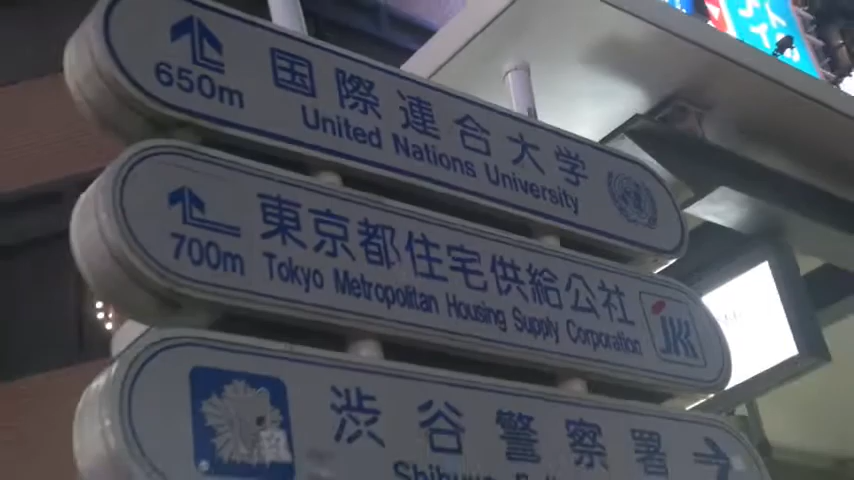 650m
国際連合大学
United Nations University
700m
東京都住宅供給公社
Tokyo Metropolitan Housing Supply Corporation
JKK
渋谷警察署